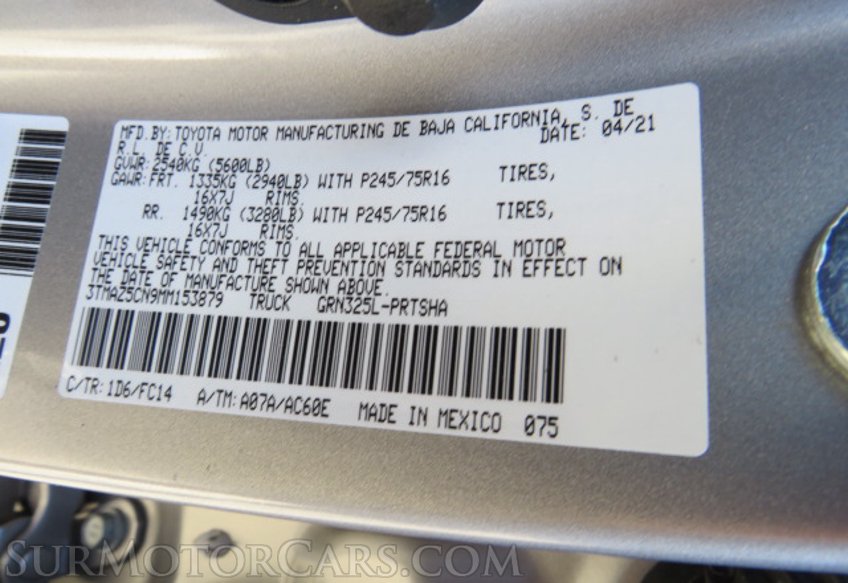 MFD. BY: TOYOTA MOTOR MANUFACTURING DE BAJA CALIFORNIA, S. DE
R.L. DE C.V. DATE: 04/21
GVWR: 2540KG (5600LB)
GAWR: FRT. 1335KG (2940LB) WITH P245/75R16 TIRES,
16X7J RIMS.
RR. 1490KG (3280LB) WITH P245/75R16 TIRES,
16X7J RIMS.
THIS VEHICLE CONFORMS TO ALL APPLICABLE FEDERAL MOTOR
VEHICLE SAFETY AND THEFT PREVENTION STANDARDS IN EFFECT ON
THE DATE OF MANUFACTURE SHOWN ABOVE.
3TMAZ5CN9MM153879 TRUCK GRN325L-PRTSHA
C/TR: 1D6/FC14 A/TM: A07A/AC60E MADE IN MEXICO 075
SurMotorCars.com